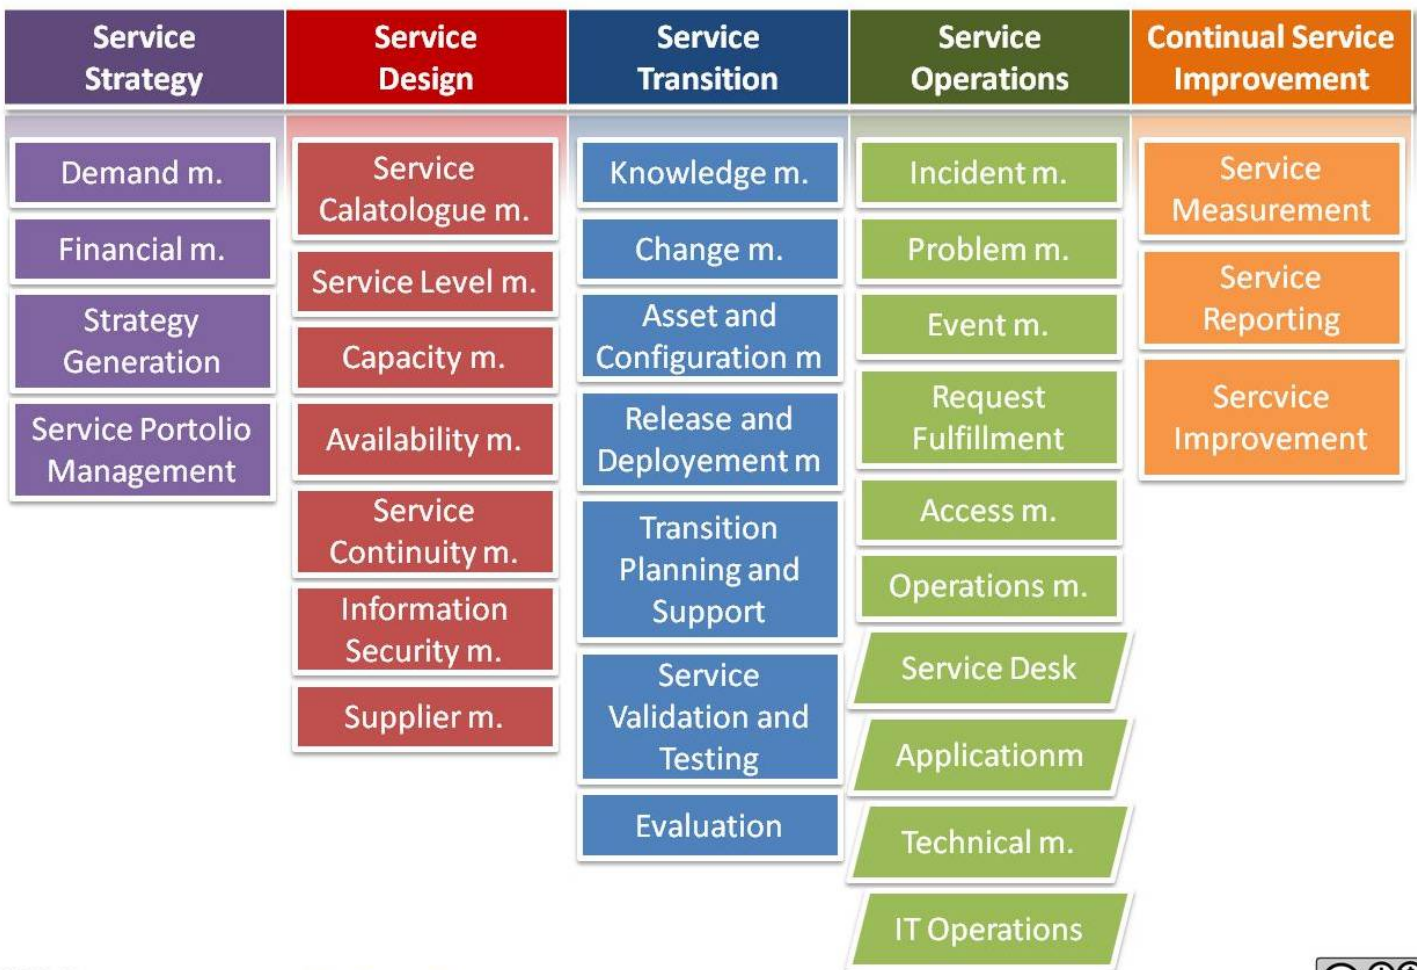 Service
Strategy
Service
Design
Service
Transition
Service
Operations
Continual Service
Improvement
Demand m.
Financial m.
Strategy
Generation
Service Portolio
Management
Service
Calatologue m.
Service Level m.
Capacity m.
Availability m.
Service
Continuity m.
Information
Security m.
Supplier m.
Knowledge m.
Change m.
Asset and
Configuration m
Release and
Deployement m
Transition
Planning and
Support
Service
Validation and
Testing
Evaluation
Incident m.
Problem m.
Event m.
Request
Fulfillment
Access m.
Operations m.
Service Desk
Applicationm
Technical m.
IT Operations
Service
Measurement
Service
Reporting
Sercvice
Improvement